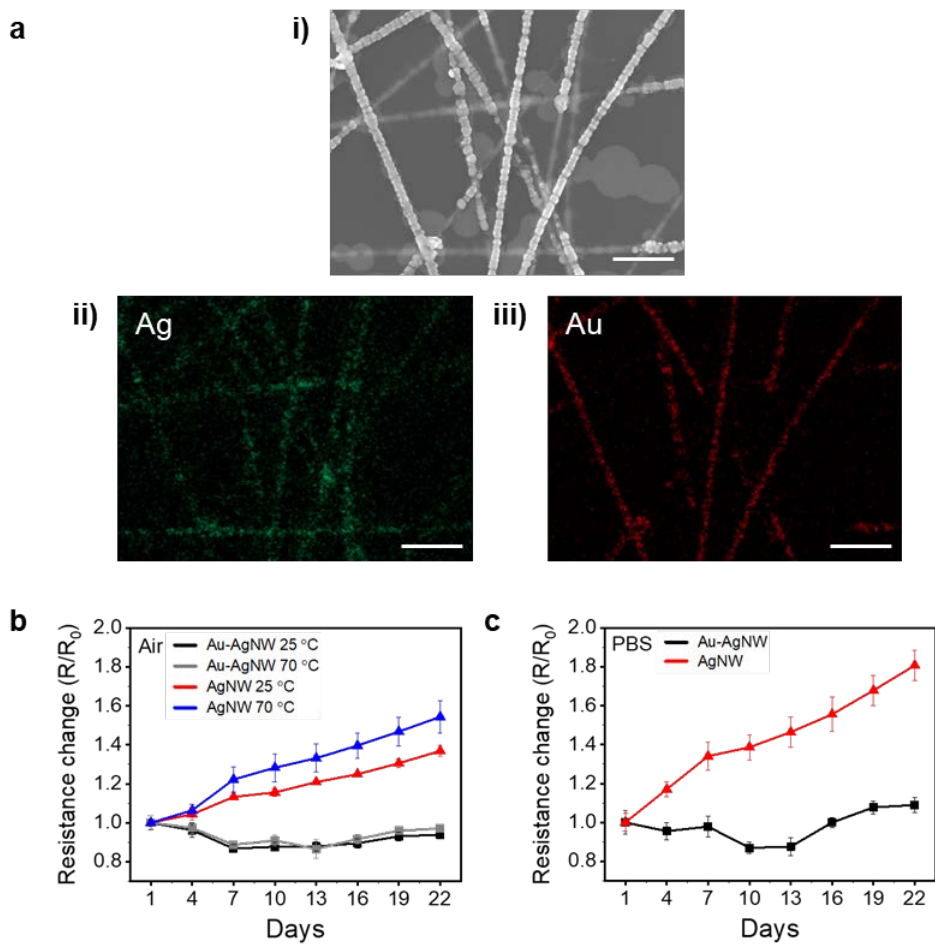 a
i)
ii)
Ag
iii)
Au
b
Resistance change (R/R₀)
2.0
1.8
1.6
1.4
1.2
1.0
0.8
Air
Au-AgNW 25 °C
Au-AgNW 70 °C
AgNW 25 °C
AgNW 70 °C
1 4 7 10 13 16 19 22
Days
c
Resistance change (R/R₀)
2.0
1.8
1.6
1.4
1.2
1.0
0.8
PBS
Au-AgNW
AgNW
1 4 7 10 13 16 19 22
Days